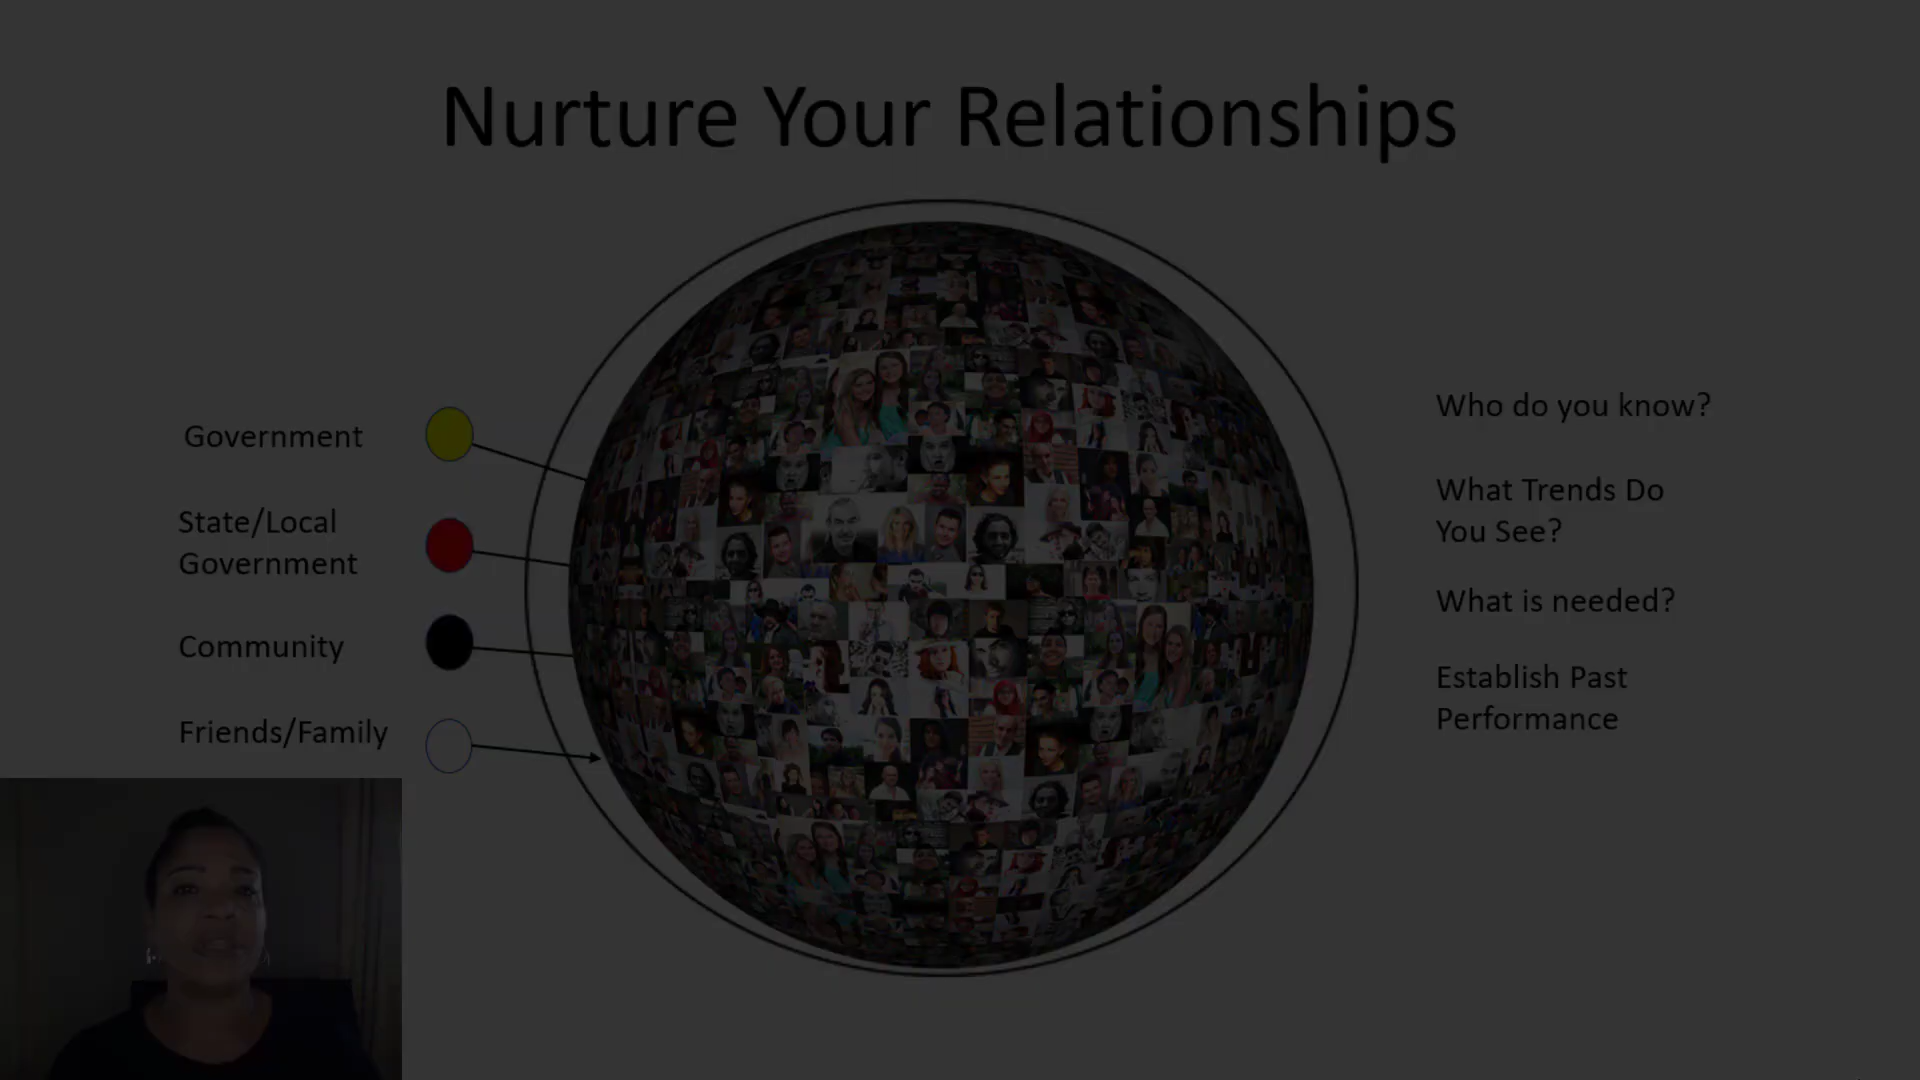 Nurture Your Relationships
Government
State/Local
Government
Community
Friends/Family
Who do you know?
What Trends Do
You See?
What is needed?
Establish Past
Performance